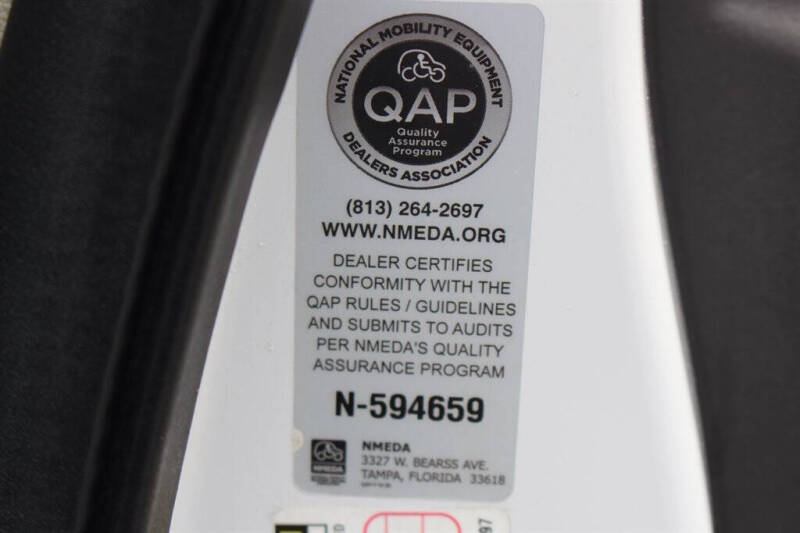 NATIONAL MOBILITY EQUIPMENT
QAP
Quality
Assurance
Program
DEALERS ASSOCIATION
(813) 264-2697
WWW.NMEDA.ORG
DEALER CERTIFIES
CONFORMITY WITH THE
QAP RULES / GUIDELINES
AND SUBMITS TO AUDITS
PER NMEDA'S QUALITY
ASSURANCE PROGRAM
N-594659
NMEDA
NMEDA
3327 W. BEARSS AVE.
TAMPA, FLORIDA 33618
97